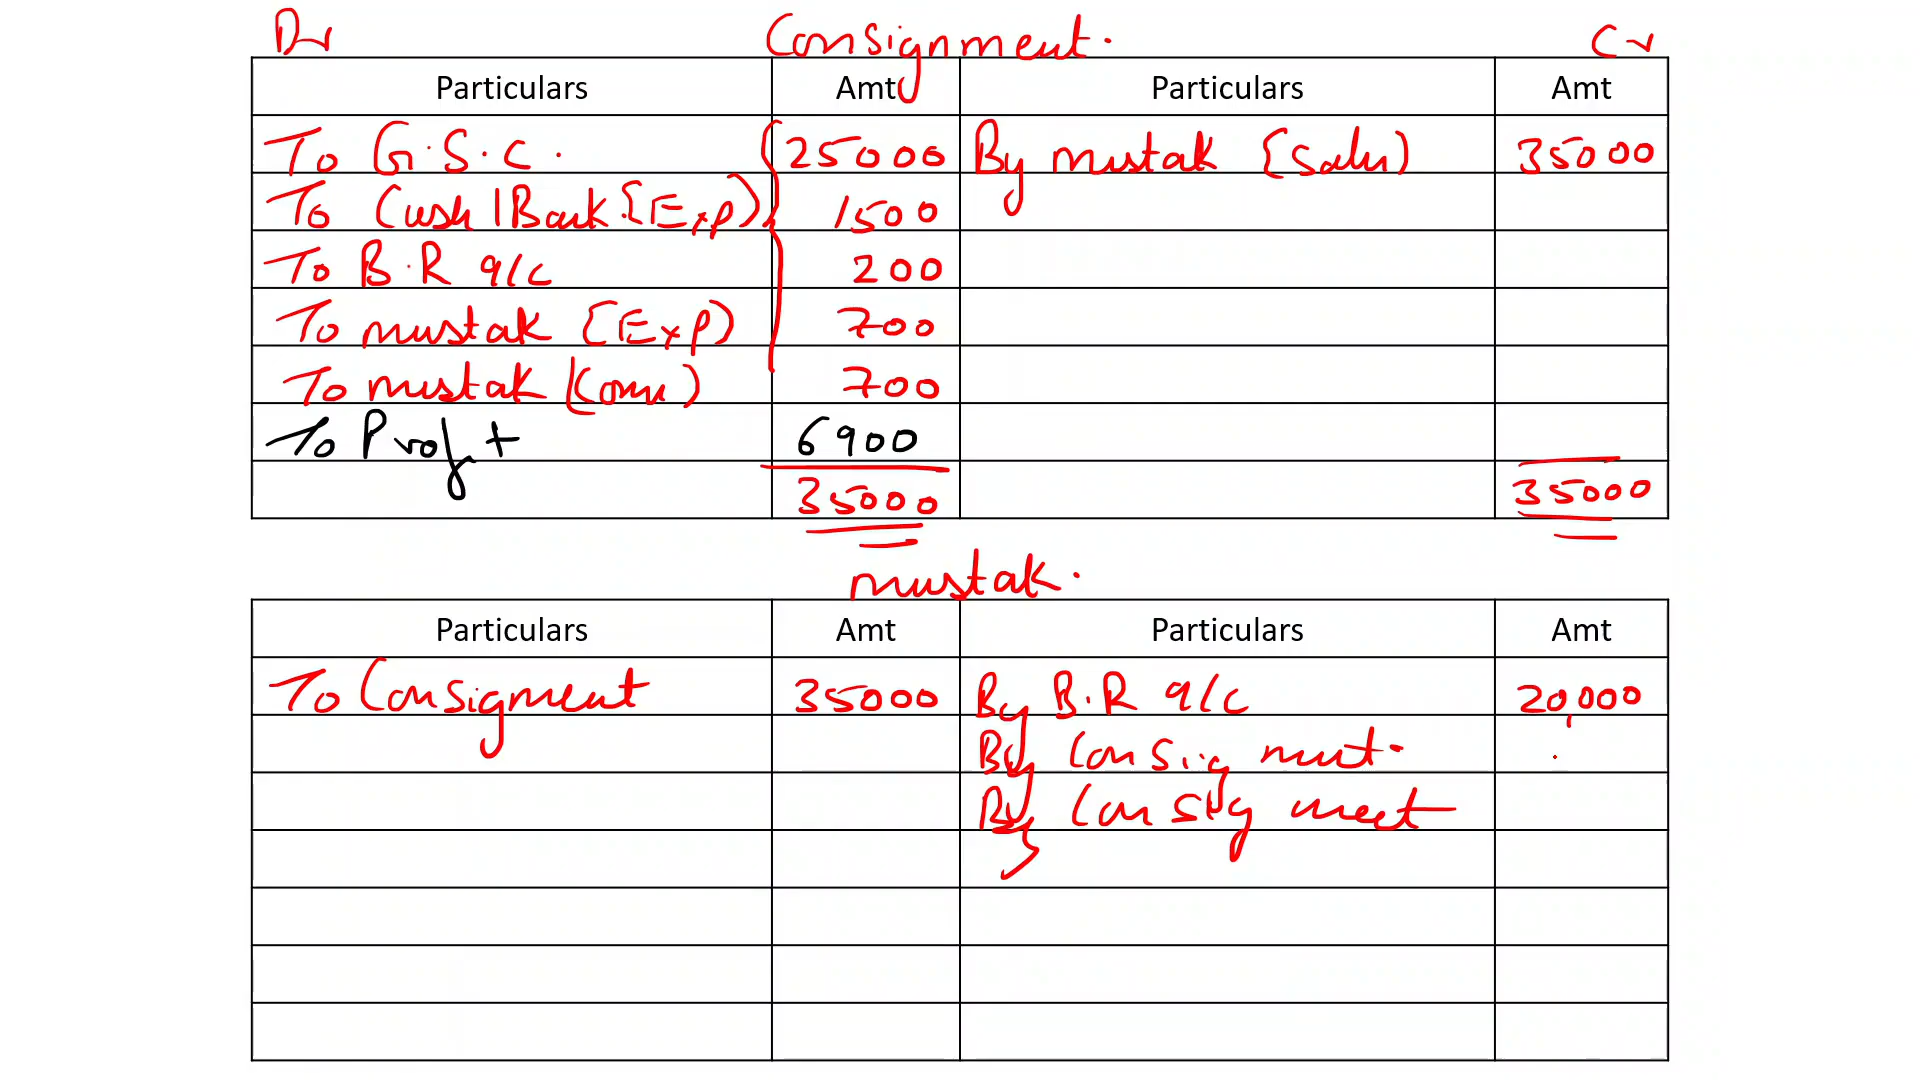 Dr Consignment. Cr
Particulars Amt Particulars Amt
To G.S.C. 25000 By mustak {Sales) 35000
To Cash/Bank {Exp) 1500
To B.R a/c 200
To mustak {Exp) 700
To mustak (Comm) 700
To Profit 6900
35000 35000
mustak.
Particulars Amt Particulars Amt
To Consignment 35000 By B.R a/c 20,000
By Consignment
By Consignment